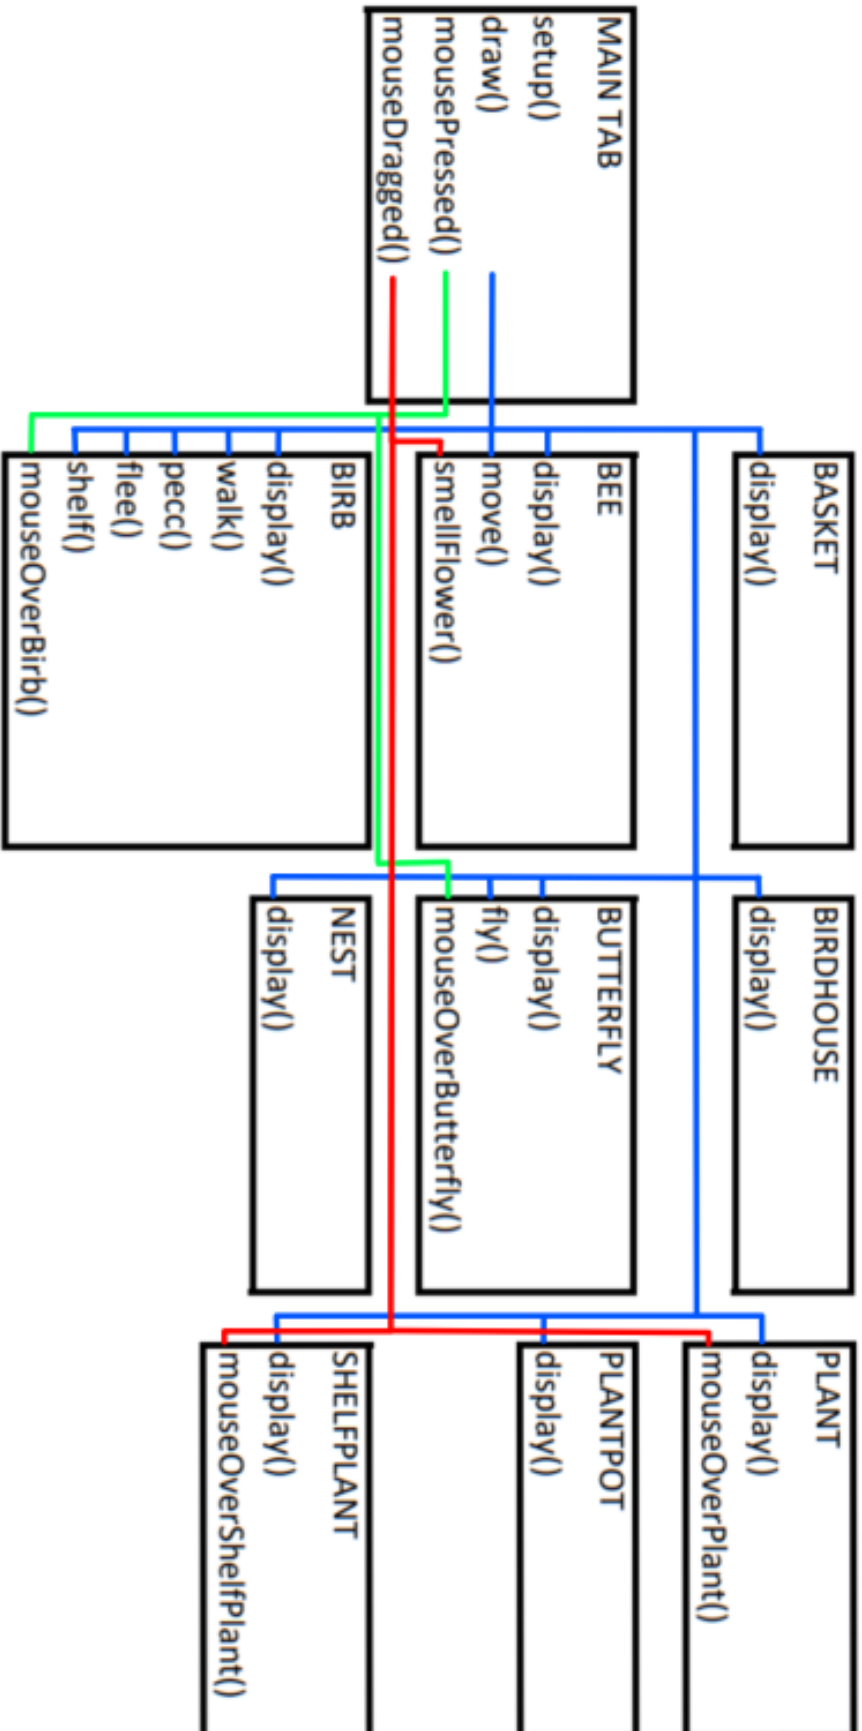 MAIN TAB
setup()
draw()
mousePressed()
mouseDragged()
BASKET
display()
BEE
display()
move()
smellFlower()
BIRB
display()
walk()
pecc()
flee()
shelf()
mouseOverBirb()
BIRDHOUSE
display()
BUTTERFLY
display()
fly()
mouseOverButterfly()
NEST
display()
PLANT
display()
mouseOverPlant()
PLANTPOT
display()
SHELFPLANT
display()
mouseOverShelfPlant()